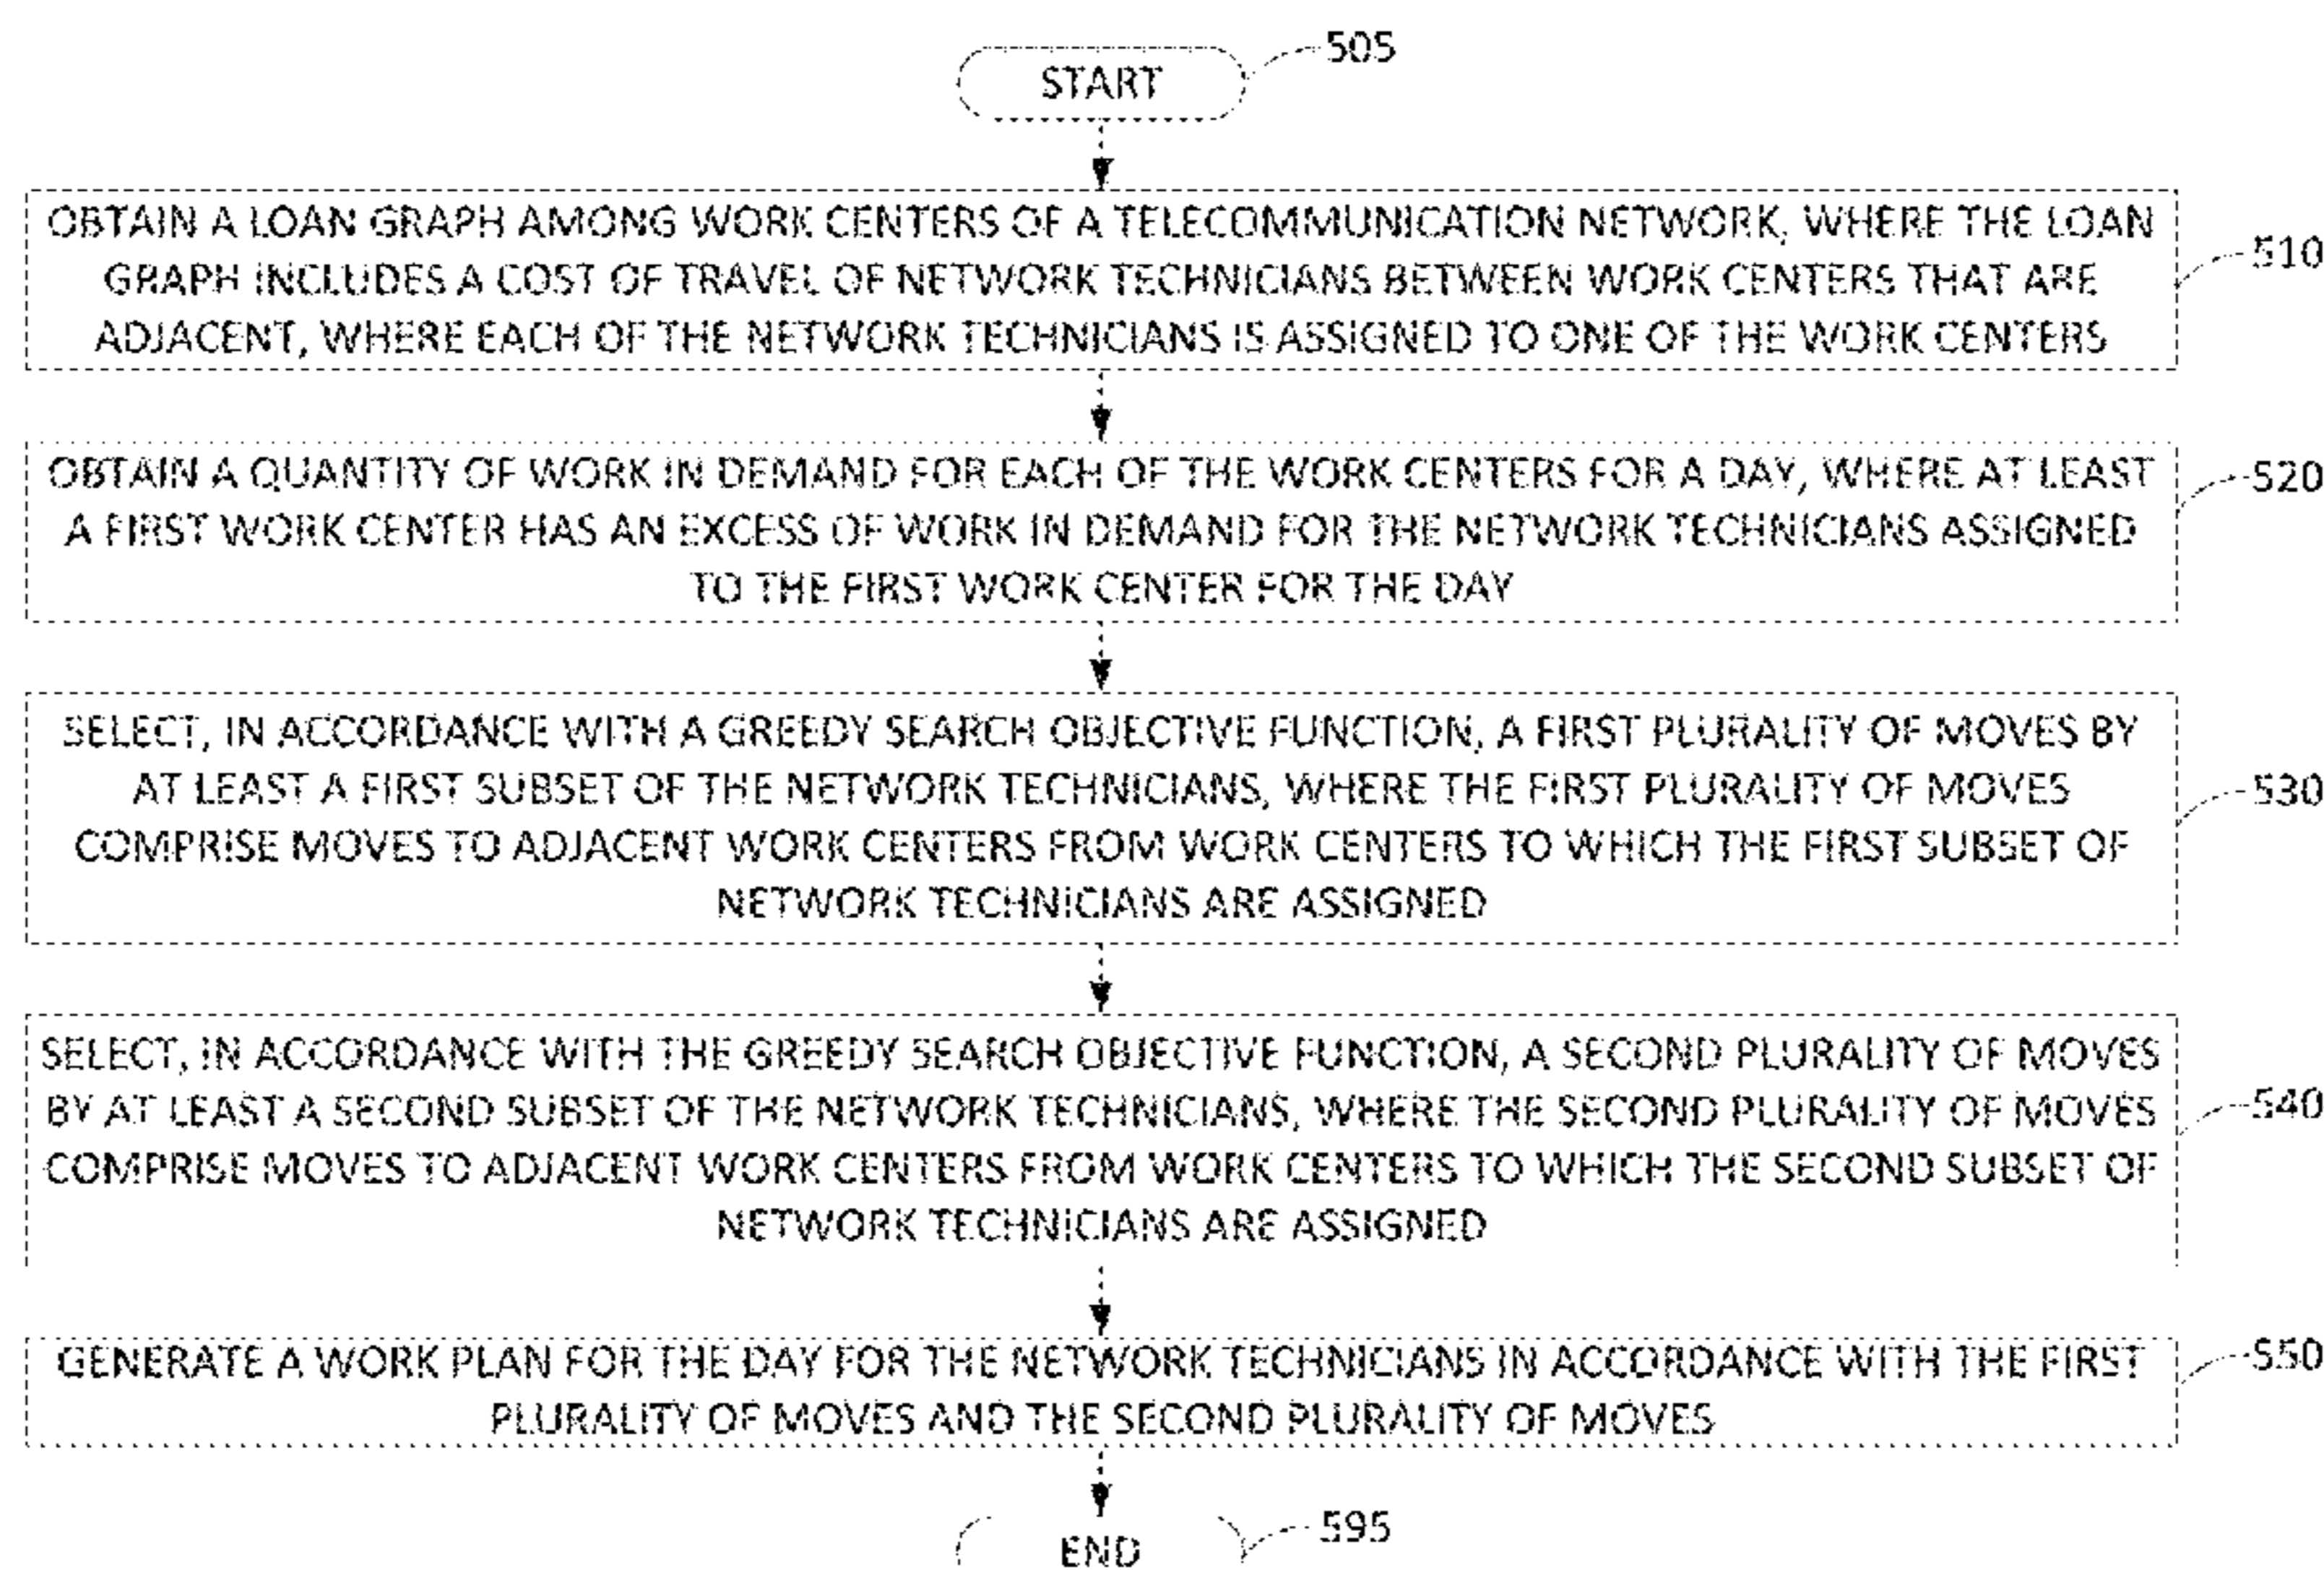 505
START
OBTAIN A LOAN GRAPH AMONG WORK CENTERS OF A TELECOMMUNICATION NETWORK, WHERE THE LOAN
GRAPH INCLUDES A COST OF TRAVEL OF NETWORK TECHNICIANS BETWEEN WORK CENTERS THAT ARE
ADJACENT, WHERE EACH OF THE NETWORK TECHNICIANS IS ASSIGNED TO ONE OF THE WORK CENTERS
510
OBTAIN A QUANTITY OF WORK IN DEMAND FOR EACH OF THE WORK CENTERS FOR A DAY, WHERE AT LEAST
A FIRST WORK CENTER HAS AN EXCESS OF WORK IN DEMAND FOR THE NETWORK TECHNICIANS ASSIGNED
TO THE FIRST WORK CENTER FOR THE DAY
520
SELECT, IN ACCORDANCE WITH A GREEDY SEARCH OBJECTIVE FUNCTION, A FIRST PLURALITY OF MOVES BY
AT LEAST A FIRST SUBSET OF THE NETWORK TECHNICIANS, WHERE THE FIRST PLURALITY OF MOVES
COMPRISE MOVES TO ADJACENT WORK CENTERS FROM WORK CENTERS TO WHICH THE FIRST SUBSET OF
NETWORK TECHNICIANS ARE ASSIGNED
530
SELECT, IN ACCORDANCE WITH THE GREEDY SEARCH OBJECTIVE FUNCTION, A SECOND PLURALITY OF MOVES
BY AT LEAST A SECOND SUBSET OF THE NETWORK TECHNICIANS, WHERE THE SECOND PLURALITY OF MOVES
COMPRISE MOVES TO ADJACENT WORK CENTERS FROM WORK CENTERS TO WHICH THE SECOND SUBSET OF
NETWORK TECHNICIANS ARE ASSIGNED
540
GENERATE A WORK PLAN FOR THE DAY FOR THE NETWORK TECHNICIANS IN ACCORDANCE WITH THE FIRST
PLURALITY OF MOVES AND THE SECOND PLURALITY OF MOVES
550
END
595